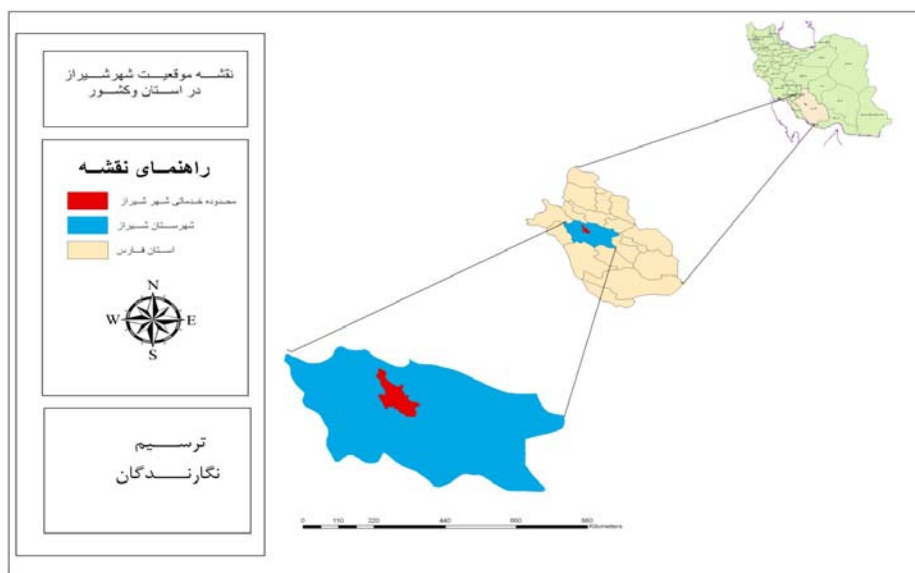 نقشه موقعیت شهر شیراز
در استان وکشور
راهنمای نقشه
محدوده خدماتی شهر شیراز
شهرستان شیراز
استان فارس
N
W E
S
ترسیم
نگارندگان
0 110 220 440 660 880
Kilometers